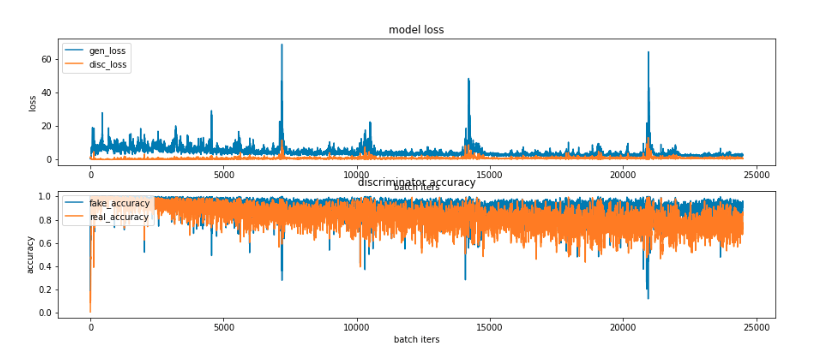 model loss
60
40
20
0
loss
gen_loss
disc_loss
0
5000
10000
15000
20000
25000
batch iters
discriminator accuracy
1.0
0.8
0.6
0.4
0.2
0.0
accuracy
fake_accuracy
real_accuracy
0
5000
10000
15000
20000
25000
batch iters